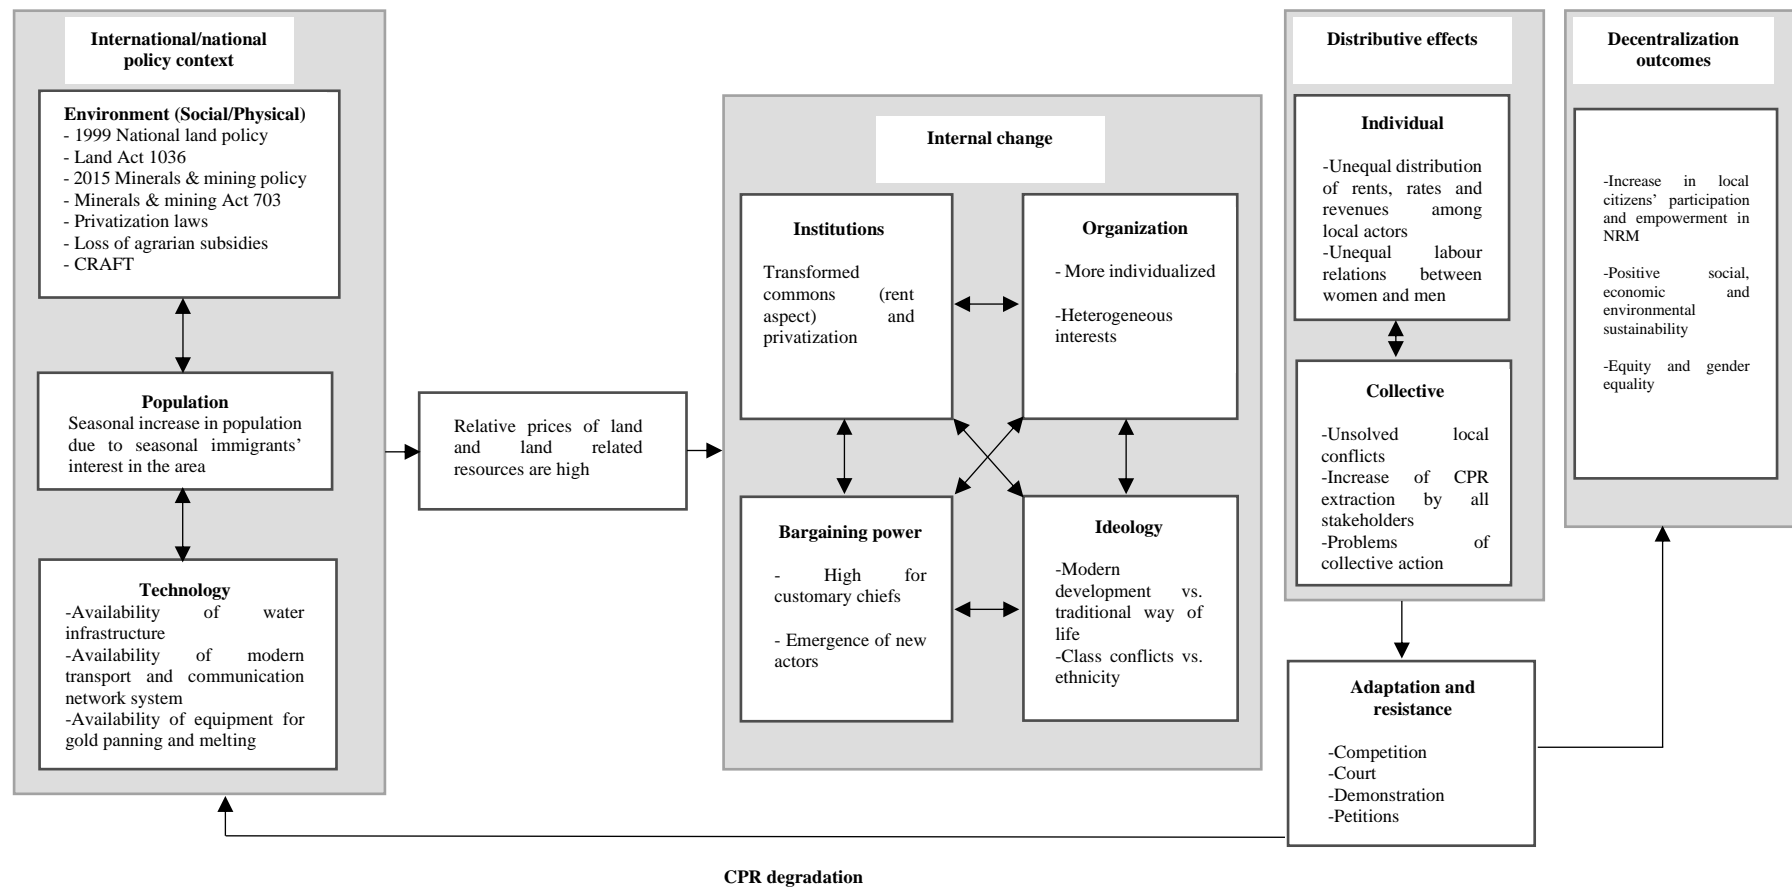 International/national
policy context
Environment (Social/Physical)
- 1999 National land policy
- Land Act 1036
- 2015 Minerals & mining policy
- Minerals & mining Act 703
- Privatization laws
- Loss of agrarian subsidies
- CRAFT
Population
Seasonal increase in population
due to seasonal immigrants’
interest in the area
Technology
-Availability of water
infrastructure
-Availability of modern
transport and communication
network system
-Availability of equipment for
gold panning and melting
Relative prices of land
and land related
resources are high
Internal change
Institutions
Transformed
commons (rent
aspect) and
privatization
Organization
- More individualized
-Heterogeneous
interests
Bargaining power
- High for
customary chiefs
- Emergence of new
actors
Ideology
-Modern
development vs.
traditional way of
life
-Class conflicts vs.
ethnicity
Distributive effects
Individual
-Unequal distribution
of rents, rates and
revenues among
local actors
-Unequal labour
relations between
women and men
Collective
-Unsolved local
conflicts
-Increase of CPR
extraction by all
stakeholders
-Problems of
collective action
Adaptation and
resistance
-Competition
-Court
-Demonstration
-Petitions
Decentralization
outcomes
-Increase in local
citizens’ participation
and empowerment in
NRM
-Positive social,
economic and
environmental
sustainability
-Equity and gender
equality
CPR degradation